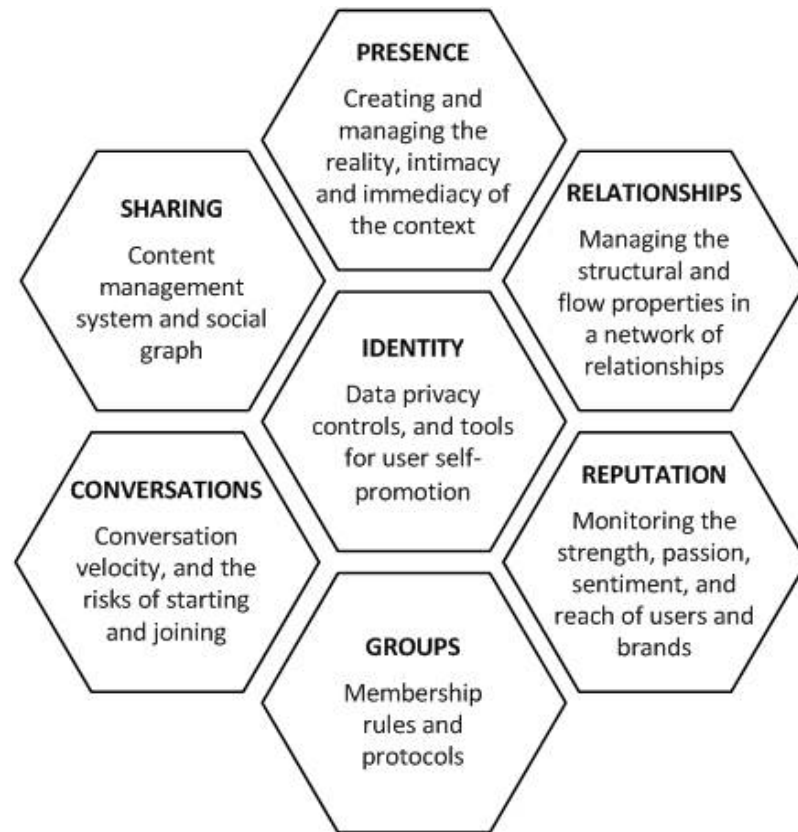 PRESENCE
Creating and
managing the
reality, intimacy
and immediacy of
the context
SHARING
Content
management
system and social
graph
RELATIONSHIPS
Managing the
structural and
flow properties in
a network of
relationships
IDENTITY
Data privacy
controls, and tools
for user self-
promotion
CONVERSATIONS
Conversation
velocity, and the
risks of starting
and joining
REPUTATION
Monitoring the
strength, passion,
sentiment, and
reach of users and
brands
GROUPS
Membership
rules and
protocols